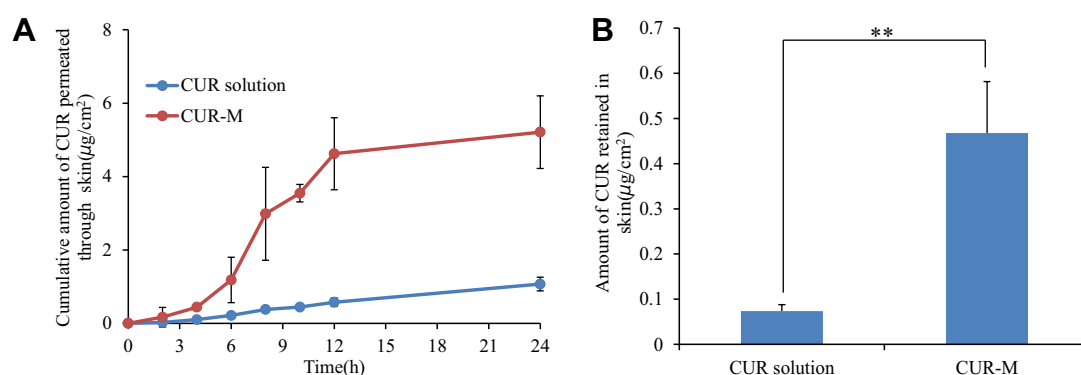 A
Cumulative amount of CUR permeated
through skin(μg/cm²)
8
6
4
2
0
CUR solution
CUR-M
0 3 6 9 12 15 18 21 24
Time(h)
B
Amount of CUR retained in
skin(μg/cm²)
0.7
0.6
0.5
0.4
0.3
0.2
0.1
0
**
CUR solution CUR-M